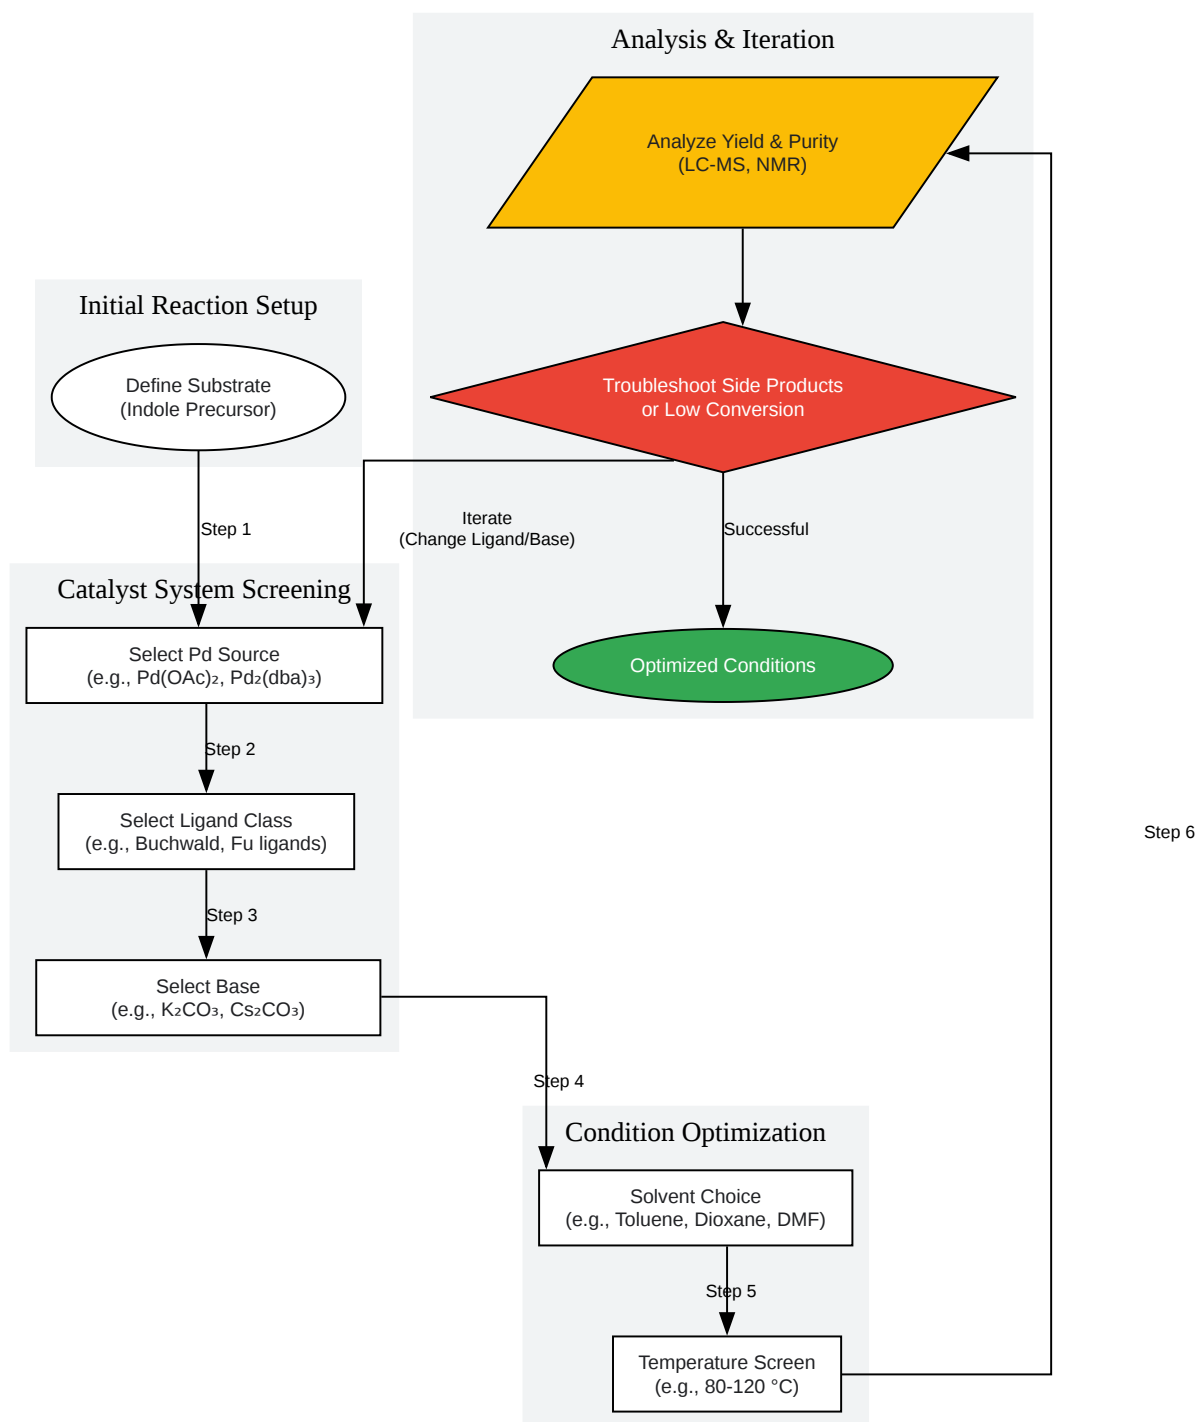 Analysis & Iteration
Analyze Yield & Purity
(LC-MS, NMR)
Initial Reaction Setup
Define Substrate
(Indole Precursor)
Troubleshoot Side Products
or Low Conversion
Step 1
Iterate
(Change Ligand/Base)
Successful
Catalyst System Screening
Select Pd Source
(e.g., Pd(OAc)₂, Pd₂(dba)₃)
Optimized Conditions
Step 2
Select Ligand Class
(e.g., Buchwald, Fu ligands)
Step 6
Step 3
Select Base
(e.g., K₂CO₃, Cs₂CO₃)
Step 4
Condition Optimization
Solvent Choice
(e.g., Toluene, Dioxane, DMF)
Step 5
Temperature Screen
(e.g., 80-120 °C)